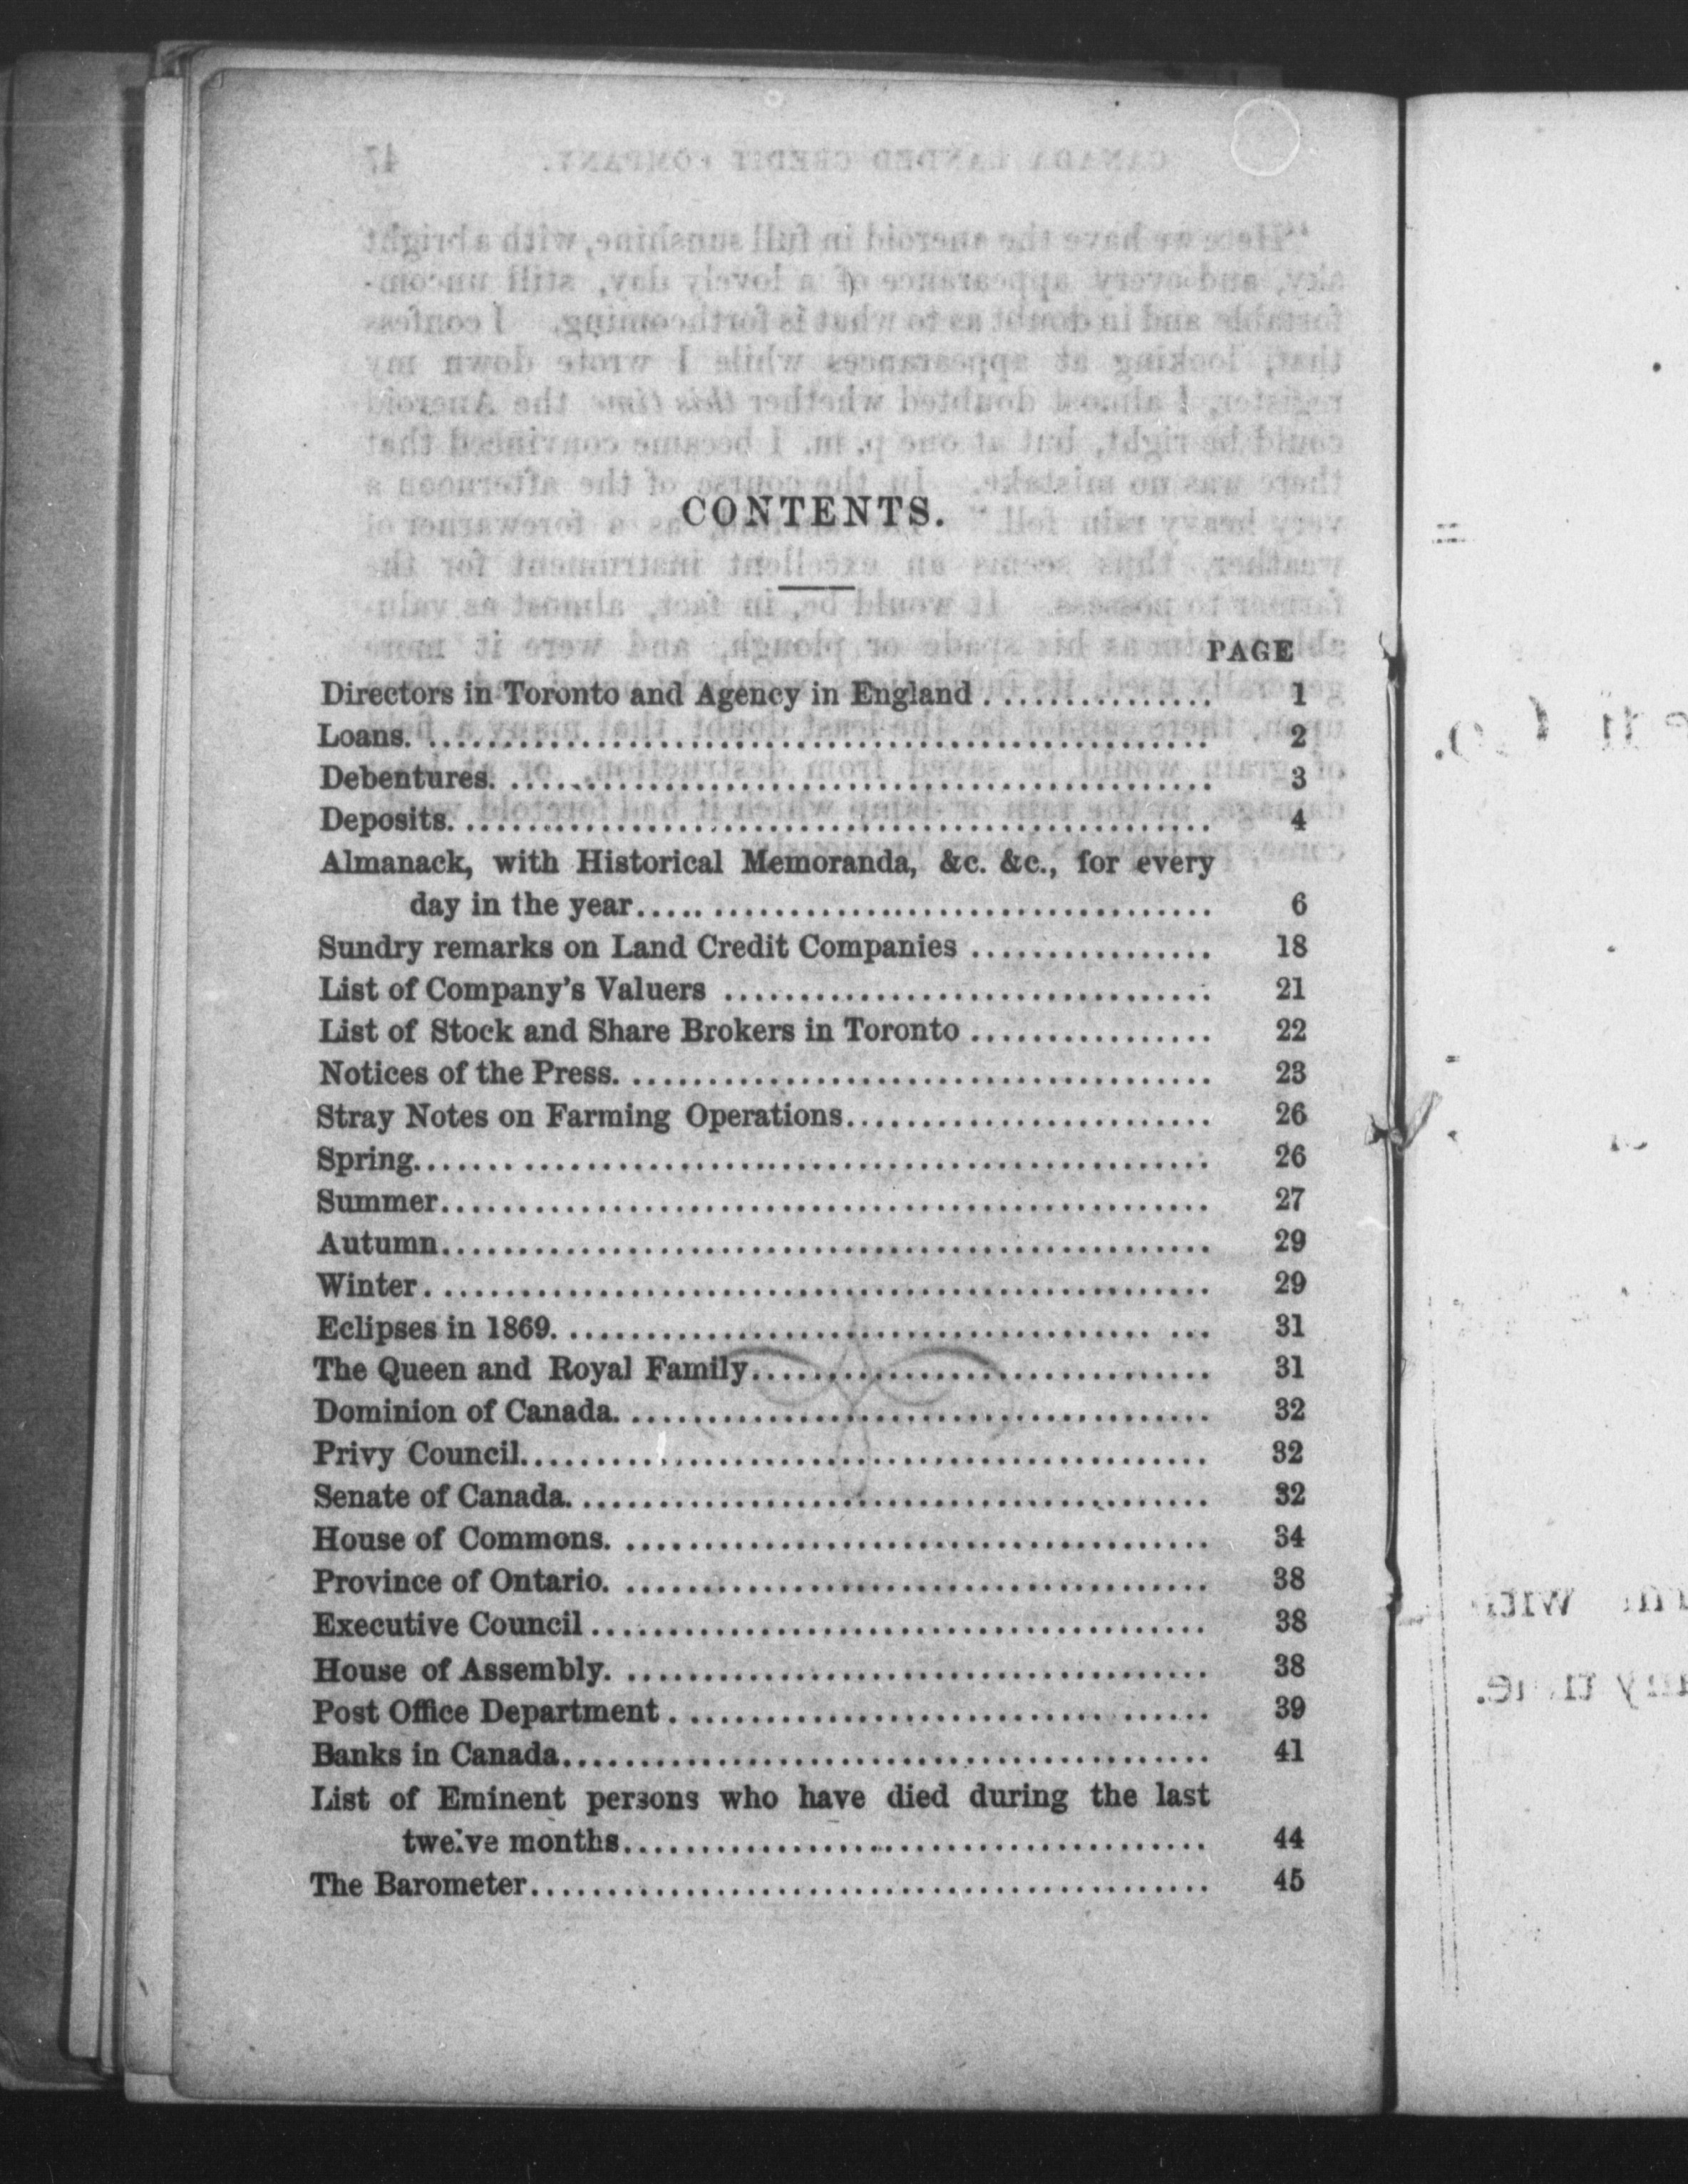 CONTENTS.
PAGE
Directors in Toronto and Agency in England ............... 1
Loans. .................................................. 2
Debentures. ............................................. 3
Deposits. ............................................... 4
Almanack, with Historical Memoranda, &c. &c., for every
day in the year..... ................................. 6
Sundry remarks on Land Credit Companies ................ 18
List of Company's Valuers ................................ 21
List of Stock and Share Brokers in Toronto ................ 22
Notices of the Press. ...................................... 23
Stray Notes on Farming Operations........................ 26
Spring.................................................... 26
Summer.................................................. 27
Autumn.................................................. 29
Winter. .................................................. 29
Eclipses in 1869. ...................................... ... 31
The Queen and Royal Family.............................. 31
Dominion of Canada. ...................................... 32
Privy Council............................................. 32
Senate of Canada. ......................................... 32
House of Commons. ...................................... 34
Province of Ontario. ...................................... 38
Executive Council ........................................ 38
House of Assembly. ...................................... 38
Post Office Department . ........................... ...... 39
Banks in Canada.......................................... 41
List of Eminent persons who have died during the last
twelve months...................................... 44
The Barometer............................................ 45